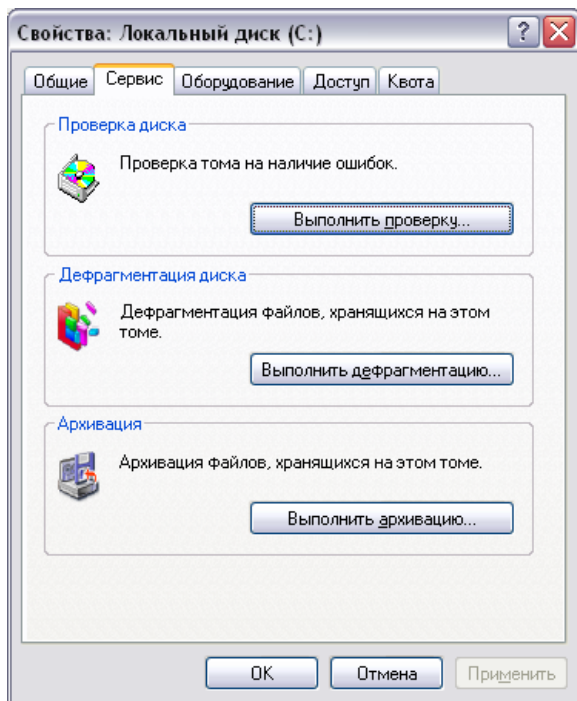 Свойства: Локальный диск (C:)
Общие Сервис Оборудование Доступ Квота
Проверка диска
Проверка тома на наличие ошибок.
Выполнить проверку...
Дефрагментация диска
Дефрагментация файлов, хранящихся на этом
томе.
Выполнить дефрагментацию...
Архивация
Архивация файлов, хранящихся на этом томе.
Выполнить архивацию...
OK Отмена Применить